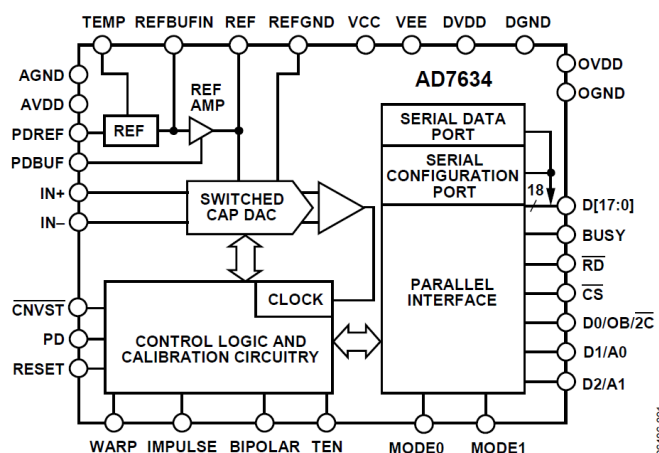 TEMP REFBUFIN REF REFGND VCC VEE DVDD DGND
AGND
AVDD
PDREF
PDBUF
IN+
IN–
CNVST
PD
RESET
REF
REF
AMP
SWITCHED
CAP DAC
CLOCK
CONTROL LOGIC AND
CALIBRATION CIRCUITRY
AD7634
SERIAL DATA
PORT
SERIAL
CONFIGURATION
PORT
18
PARALLEL
INTERFACE
OVDD
OGND
D[17:0]
BUSY
RD
CS
D0/OB/2C
D1/A0
D2/A1
WARP IMPULSE BIPOLAR TEN MODE0 MODE1